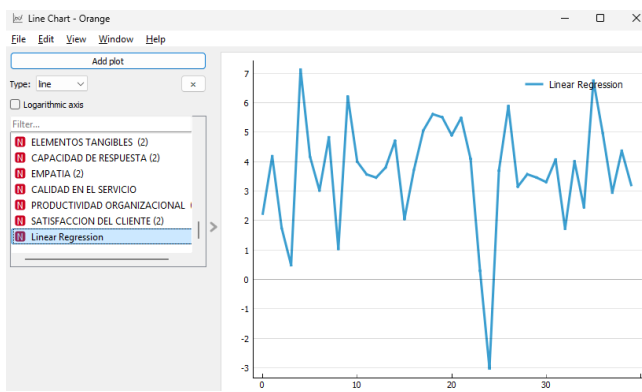 Line Chart - Orange
File Edit View Window Help
Add plot
Type: line
Logarithmic axis
Filter...
N ELEMENTOS TANGIBLES (2)
N CAPACIDAD DE RESPUESTA (2)
N EMPATIA (2)
N CALIDAD EN EL SERVICIO
N PRODUCTIVIDAD ORGANIZACIONAL (
N SATISFACCION DEL CLIENTE (2)
N Linear Regression
Linear Regression
7
6
5
4
3
2
1
0
-1
-2
-3
0 10 20 30